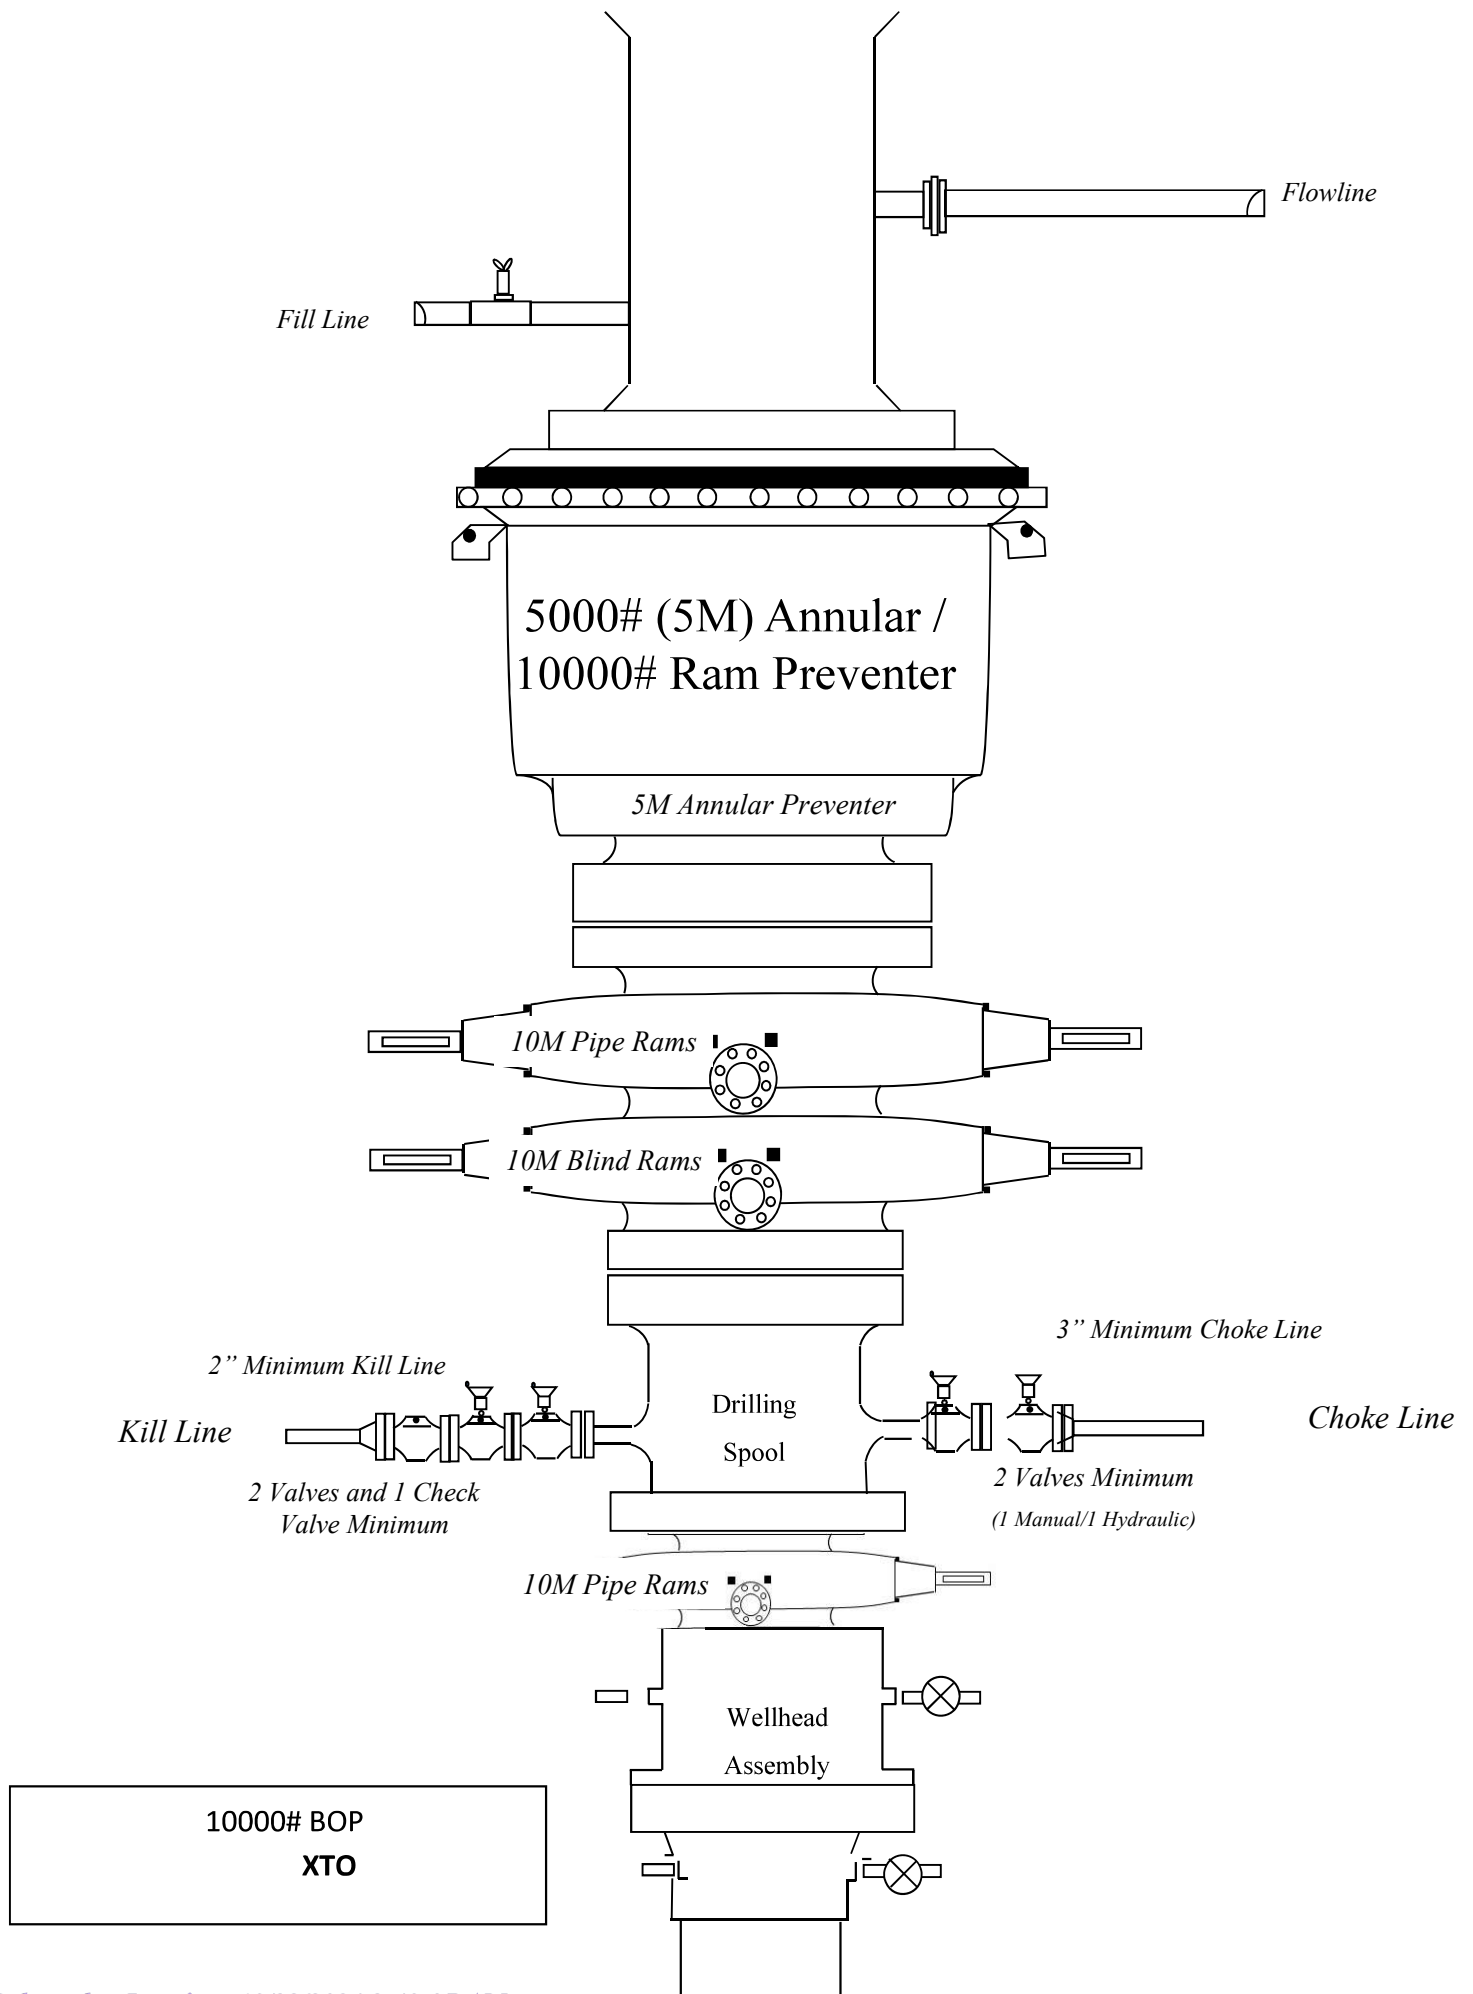 Flowline
Fill Line
5000# (5M) Annular /
10000# Ram Preventer
5M Annular Preventer
10M Pipe Rams
10M Blind Rams
3” Minimum Choke Line
2” Minimum Kill Line
Drilling
Spool
Kill Line
Choke Line
2 Valves and 1 Check
Valve Minimum
2 Valves Minimum
(1 Manual/1 Hydraulic)
10M Pipe Rams
Wellhead
Assembly
10000# BOP
XTO